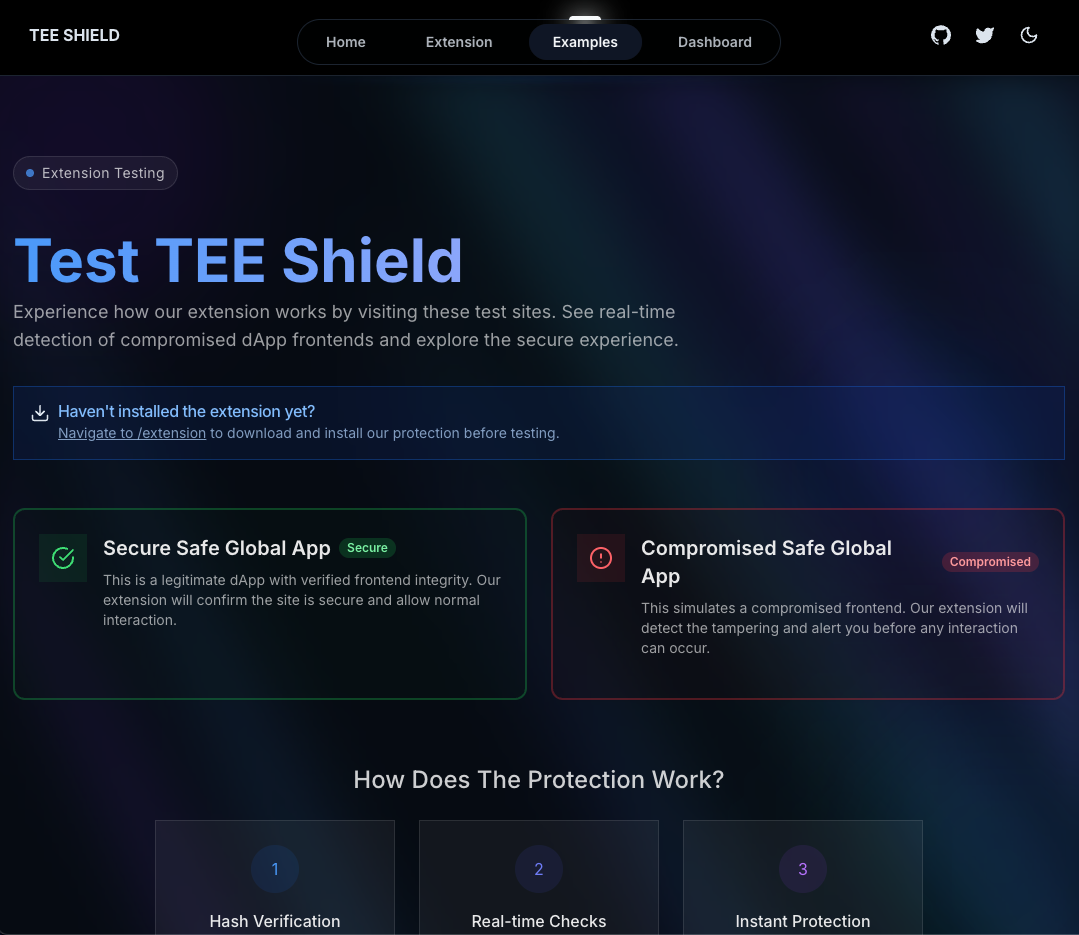 TEE SHIELD
Home
Extension
Examples
Dashboard
Extension Testing
Test TEE Shield
Experience how our extension works by visiting these test sites. See real-time
detection of compromised dApp frontends and explore the secure experience.
Haven't installed the extension yet?
Navigate to /extension to download and install our protection before testing.
Secure Safe Global App
Secure
This is a legitimate dApp with verified frontend integrity. Our
extension will confirm the site is secure and allow normal
interaction.
Compromised Safe Global
App
Compromised
This simulates a compromised frontend. Our extension will
detect the tampering and alert you before any interaction
can occur.
How Does The Protection Work?
1
Hash Verification
2
Real-time Checks
3
Instant Protection